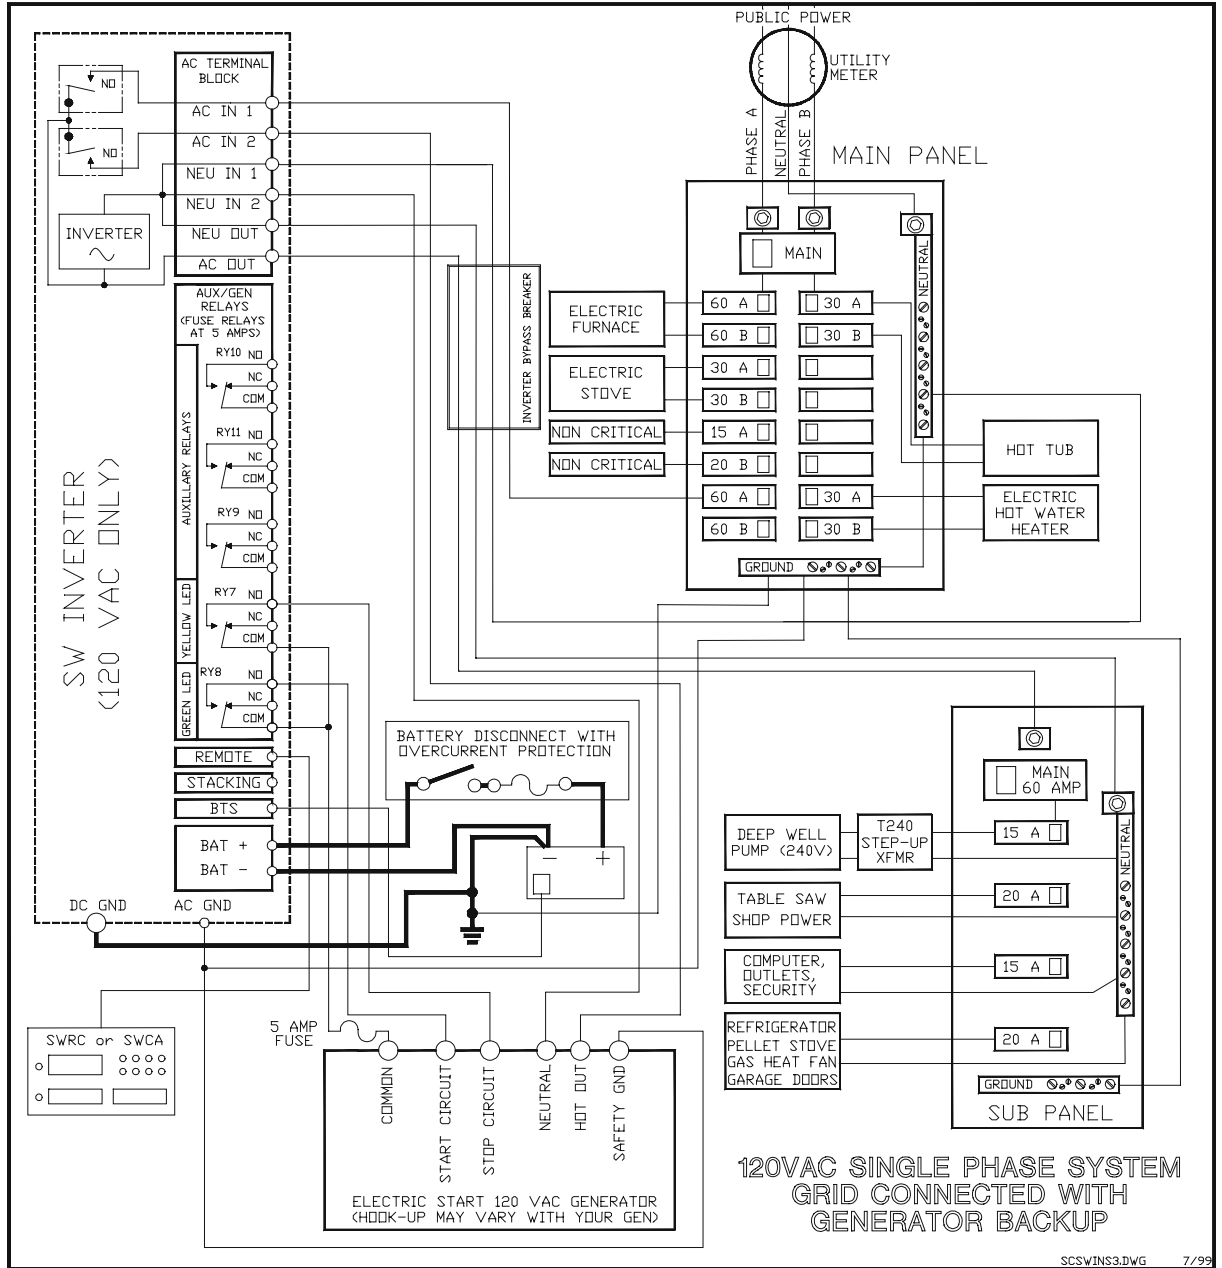 PUBLIC POWER
UTILITY
METER
PHASE A
NEUTRAL
PHASE B
MAIN PANEL
AC TERMINAL
BLOCK
NO
AC IN 1
AC IN 2
NO
NEU IN 1
NEU IN 2
NEU OUT
AC OUT
INVERTER
AUX/GEN
RELAYS
(FUSE RELAYS
AT 5 AMPS)
RY10 NO
NC
COM
RY11 NO
NC
COM
RY9 NO
NC
COM
RY7 NO
NC
COM
RY8 NO
NC
COM
AUXILLARY RELAYS
YELLOW LED
GREEN LED
SW INVERTER
(120 VAC ONLY)
REMOTE
STACKING
BTS
BAT +
BAT -
DC GND
AC GND
INVERTER BYPASS BREAKER
MAIN
NEUTRAL
ELECTRIC
FURNACE
ELECTRIC
STOVE
NON CRITICAL
NON CRITICAL
60 A
60 B
30 A
30 B
15 A
20 B
60 A
60 B
30 A
30 B
30 A
30 B
GROUND
HOT TUB
ELECTRIC
HOT WATER
HEATER
BATTERY DISCONNECT WITH
OVERCURRENT PROTECTION
- +
MAIN
60 AMP
NEUTRAL
DEEP WELL
PUMP (240V)
T240
STEP-UP
XFMR
15 A
TABLE SAW
SHOP POWER
20 A
COMPUTER,
OUTLETS,
SECURITY
15 A
REFRIGERATOR
PELLET STOVE
GAS HEAT FAN
GARAGE DOORS
20 A
GROUND
SUB PANEL
SWRC or SWCA
5 AMP
FUSE
COMMON
START CIRCUIT
STOP CIRCUIT
NEUTRAL
HOT OUT
SAFETY GND
ELECTRIC START 120 VAC GENERATOR
(HOOK-UP MAY VARY WITH YOUR GEN)
120VAC SINGLE PHASE SYSTEM
GRID CONNECTED WITH
GENERATOR BACKUP
SCSWINS3.DWG 7/99